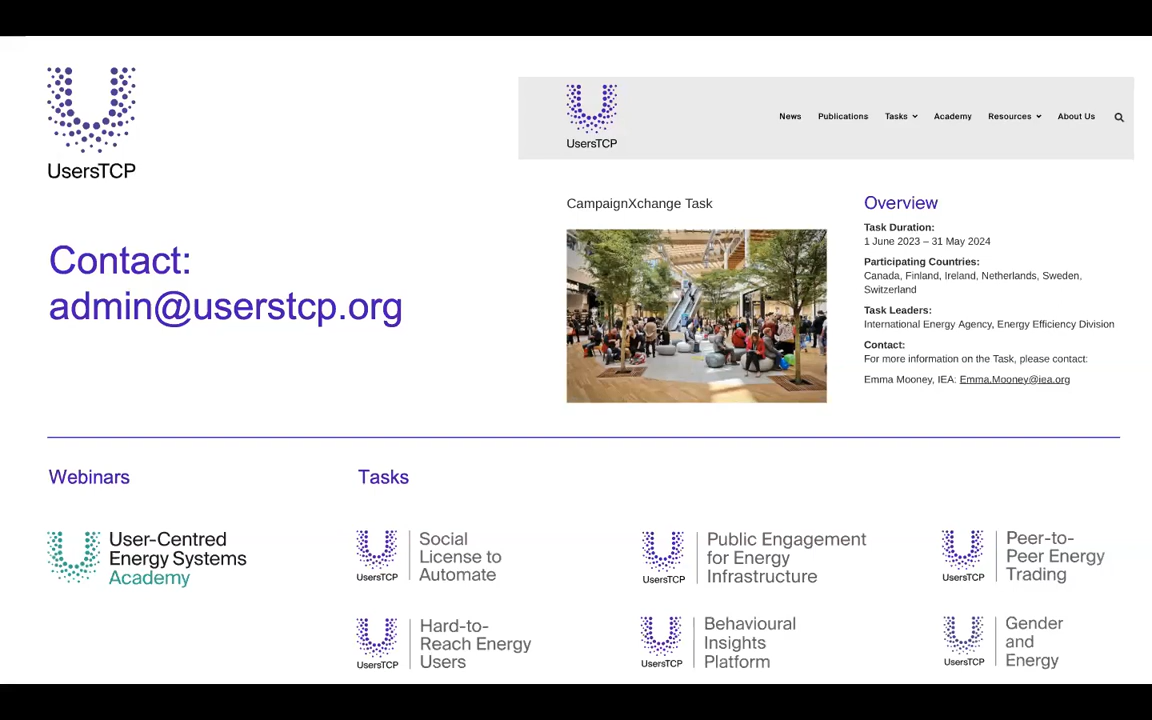 UsersTCP
Contact:
admin@userstcp.org
UsersTCP
News Publications Tasks Academy Resources About Us
CampaignXchange Task
Overview
Task Duration:
1 June 2023 – 31 May 2024
Participating Countries:
Canada, Finland, Ireland, Netherlands, Sweden,
Switzerland
Task Leaders:
International Energy Agency, Energy Efficiency Division
Contact:
For more information on the Task, please contact:
Emma Mooney, IEA: Emma.Mooney@iea.org
Webinars
User-Centred
Energy Systems
Academy
Tasks
UsersTCP
Social
License to
Automate
UsersTCP
Public Engagement
for Energy
Infrastructure
UsersTCP
Peer-to-
Peer Energy
Trading
UsersTCP
Hard-to-
Reach Energy
Users
UsersTCP
Behavioural
Insights
Platform
UsersTCP
Gender
and
Energy